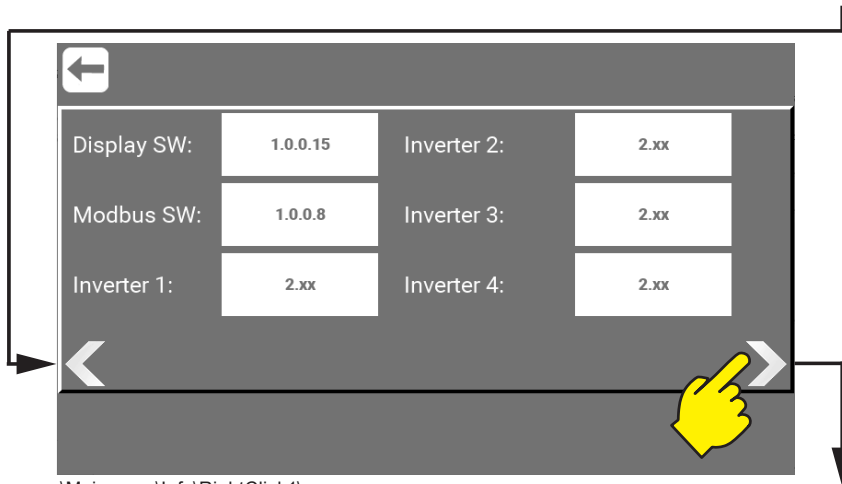 Display SW: 1.0.0.15 Inverter 2: 2.xx
Modbus SW: 1.0.0.8 Inverter 3: 2.xx
Inverter 1: 2.xx Inverter 4: 2.xx